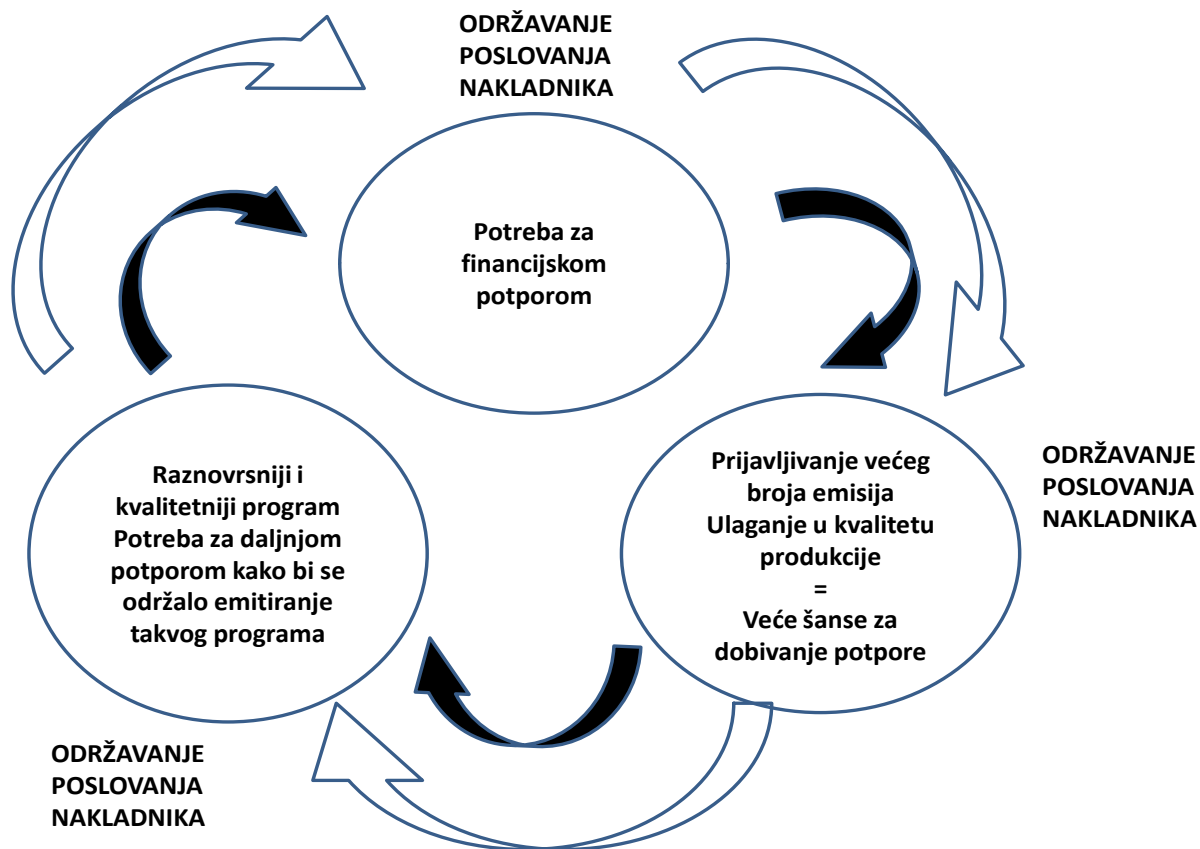 ODRŽAVANJE
POSLOVANJA
NAKLADNIKA
Potreba za
financijskom
potporom
Prijavljivanje većeg
broja emisija
Ulaganje u kvalitetu
produkcije
=
Veće šanse za
dobivanje potpore
ODRŽAVANJE
POSLOVANJA
NAKLADNIKA
Raznovrsniji i
kvalitetniji program
Potreba za daljnjom
potporom kako bi se
održalo emitiranje
takvog programa
ODRŽAVANJE
POSLOVANJA
NAKLADNIKA